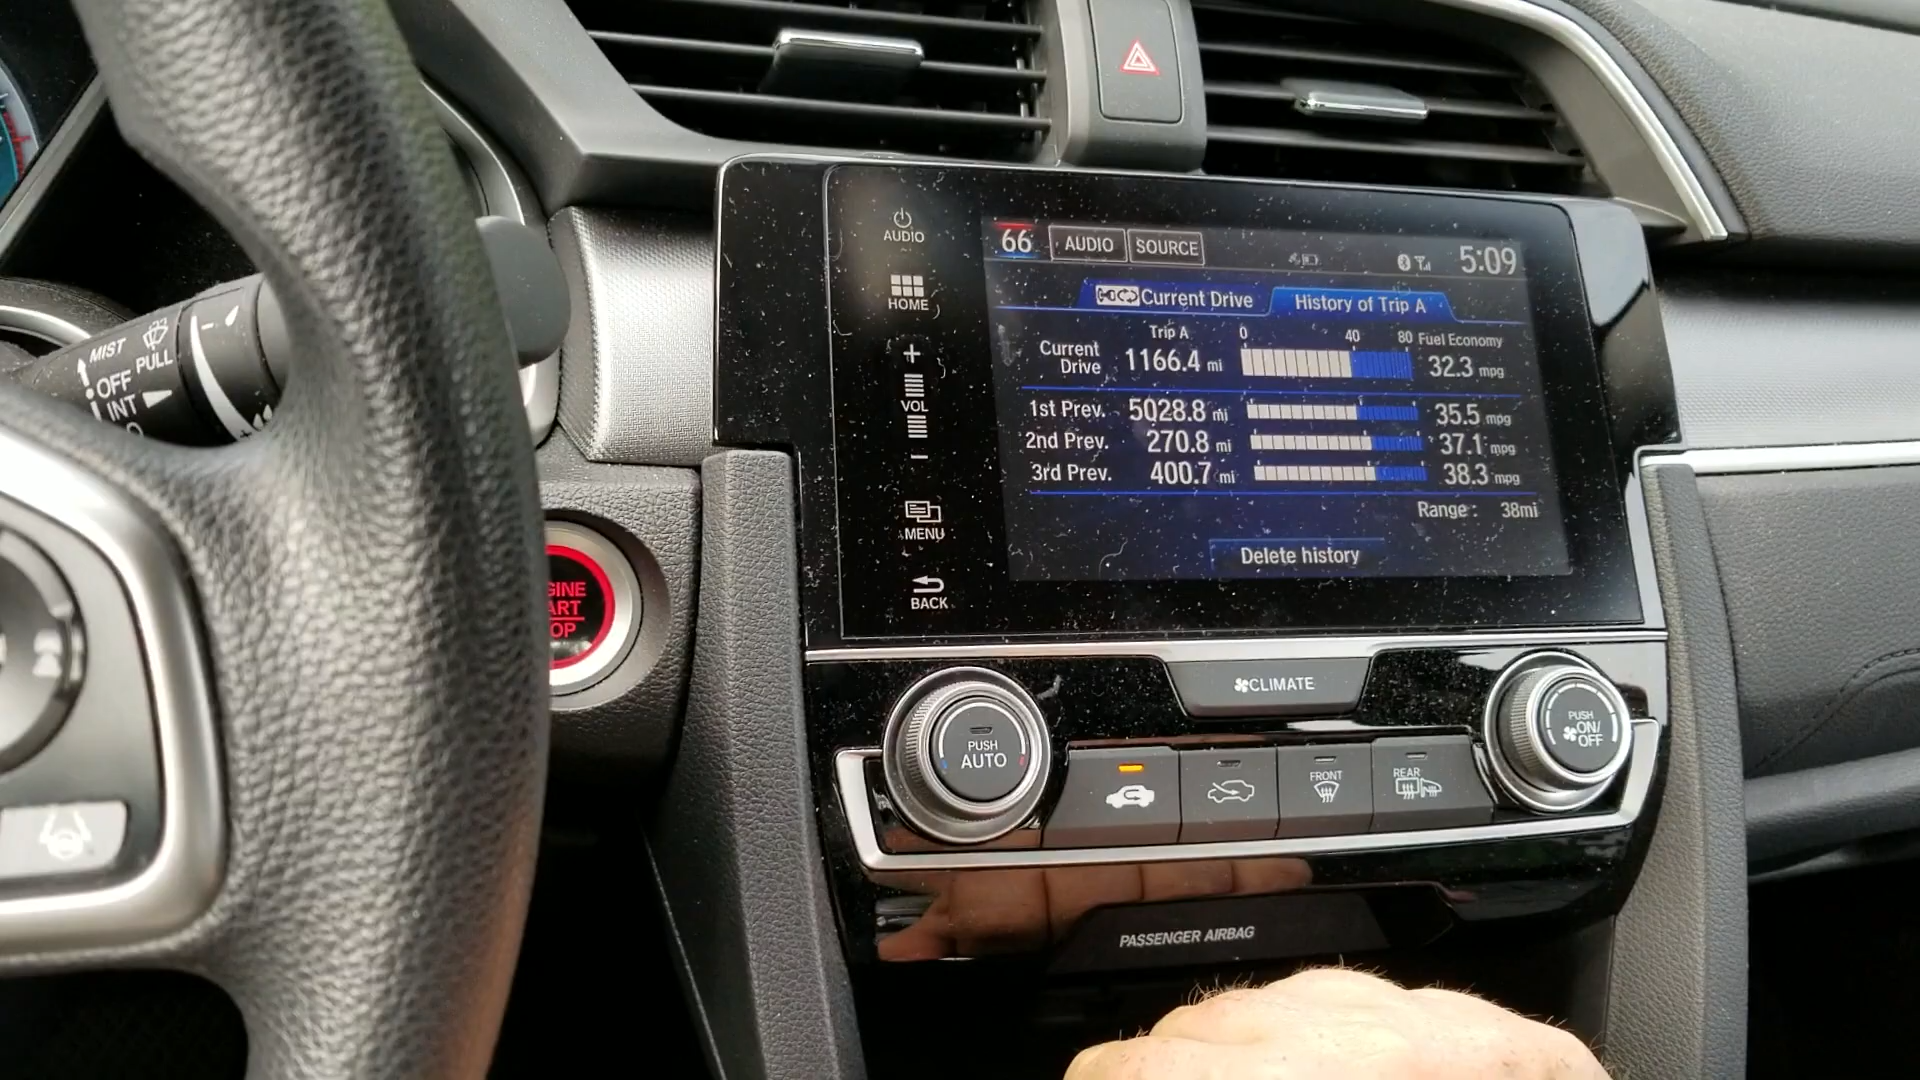 66 AUDIO SOURCE 5:09
Current Drive History of Trip A
Trip A 0 40 80 Fuel Economy
Current Drive 1166.4 mi 32.3 mpg
1st Prev. 5028.8 mi 35.5 mpg
2nd Prev. 270.8 mi 37.1 mpg
3rd Prev. 400.7 mi 38.3 mpg
Range : 38mi
Delete history
AUDIO
HOME
+
VOL
−
MENU
BACK
MIST
PULL
OFF
INT
GINE
ART
OP
CLIMATE
PUSH
AUTO
FRONT
REAR
PUSH
ON/
OFF
PASSENGER AIRBAG